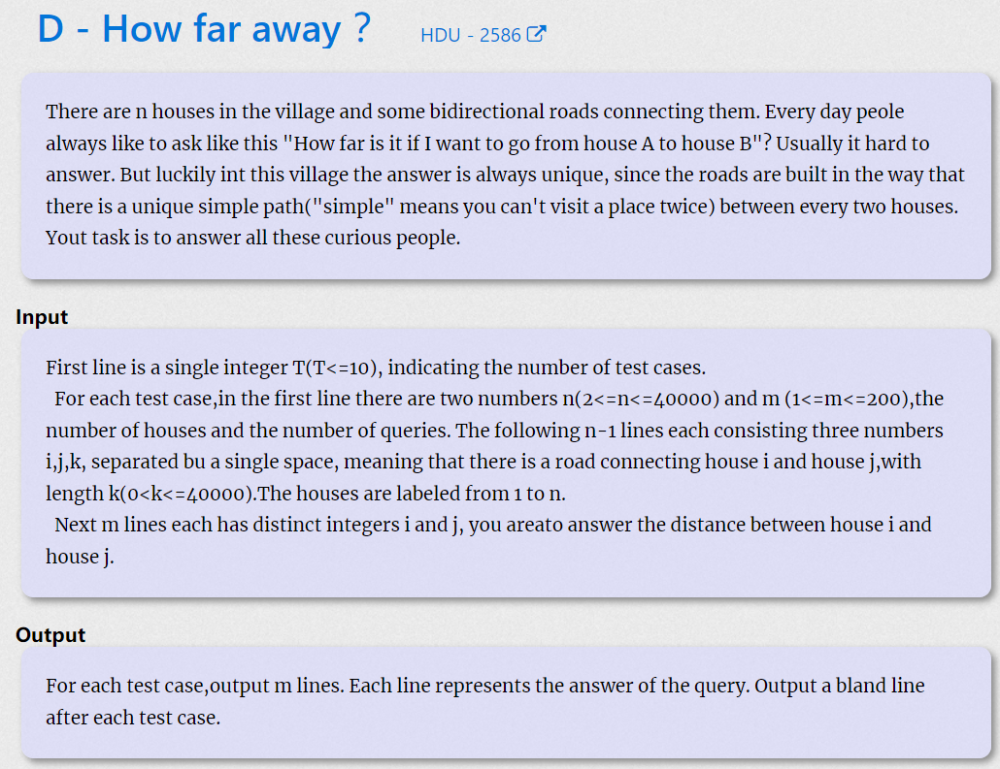 D - How far away？ HDU - 2586
There are n houses in the village and some bidirectional roads connecting them. Every day peole
always like to ask like this "How far is it if I want to go from house A to house B"? Usually it hard to
answer. But luckily int this village the answer is always unique, since the roads are built in the way that
there is a unique simple path("simple" means you can't visit a place twice) between every two houses.
Yout task is to answer all these curious people.
Input
First line is a single integer T(T<=10), indicating the number of test cases.
For each test case,in the first line there are two numbers n(2<=n<=40000) and m (1<=m<=200),the
number of houses and the number of queries. The following n-1 lines each consisting three numbers
i,j,k, separated bu a single space, meaning that there is a road connecting house i and house j,with
length k(0<k<=40000).The houses are labeled from 1 to n.
Next m lines each has distinct integers i and j, you areato answer the distance between house i and
house j.
Output
For each test case,output m lines. Each line represents the answer of the query. Output a bland line
after each test case.